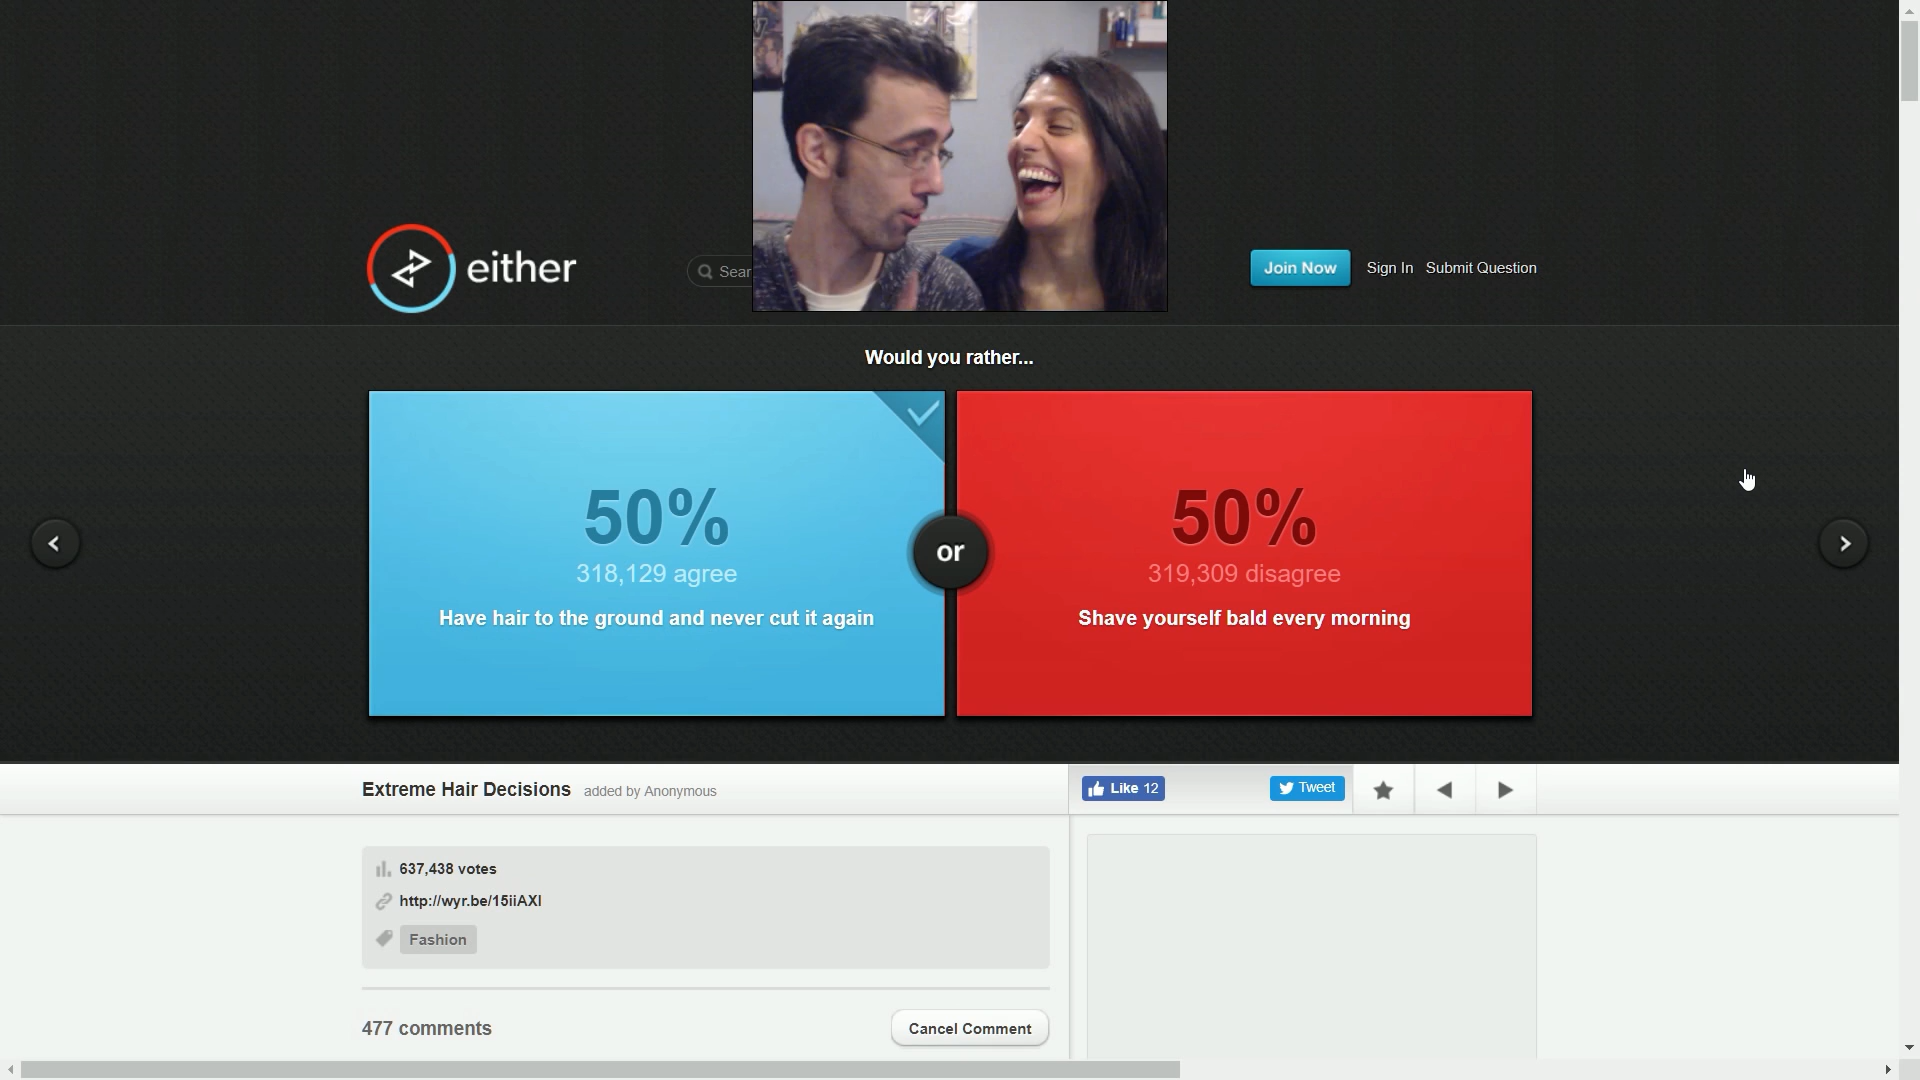 either
Sear
Join Now
Sign In
Submit Question
Would you rather...
50%
318,129 agree
Have hair to the ground and never cut it again
or
50%
319,309 disagree
Shave yourself bald every morning
Extreme Hair Decisions added by Anonymous
Like 12
Tweet
637,438 votes
http://wyr.be/15iiAXI
Fashion
477 comments
Cancel Comment